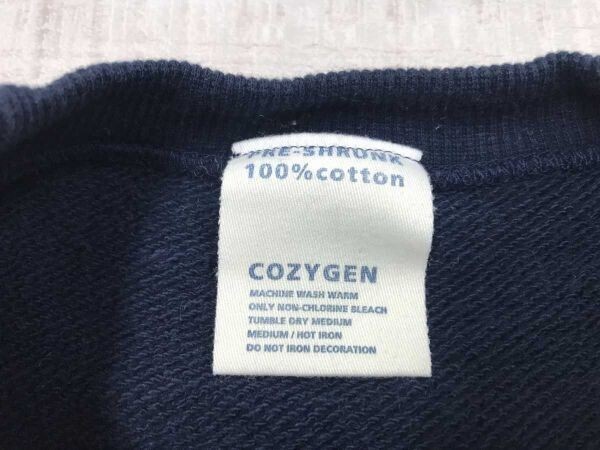 PRE-SHRUNK
100%cotton
COZYGEN
MACHINE WASH WARM
ONLY NON-CHLORINE BLEACH
TUMBLE DRY MEDIUM
MEDIUM / HOT IRON
DO NOT IRON DECORATION